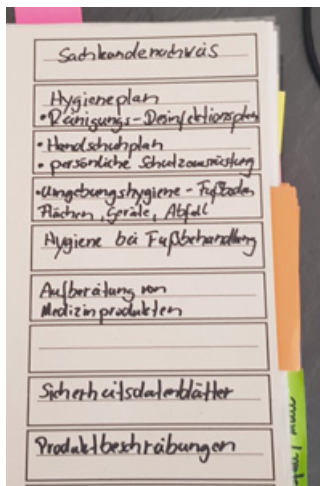 Sachkundenachweis
Hygieneplan
• Reinigungs-Desinfektionsplan
• Handschuhplan
• persönliche Schutzausrüstung
• Umgebungshygiene - Fußboden
Flächen, Geräte, Abfall
Hygiene bei Fußbehandlung
Aufbereitung von
Medizinprodukten
Sicherheitsdatenblätter
Produktbeschreibungen